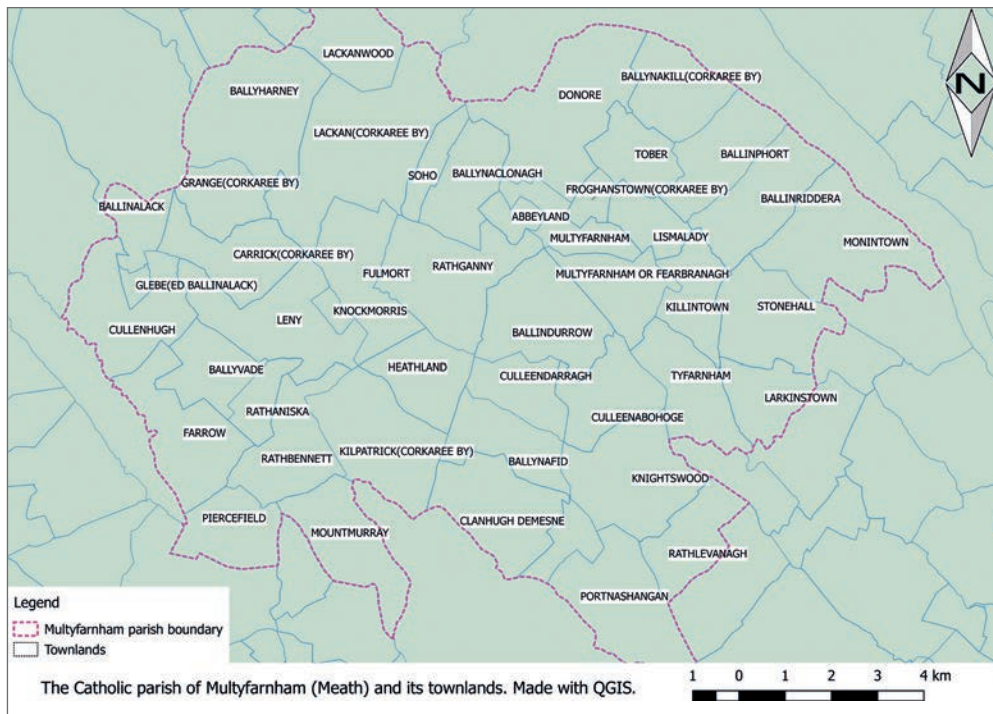 LACKANWOOD
BALLYHARNEY
BALLYNAKILL(CORKAREE BY)
DONORE
N
LACKAN(CORKAREE BY)
TOBER
BALLINPHORT
SOHO
BALLYNACLONAGH
GRANGE(CORKAREE BY)
FROGHANSTOWN(CORKAREE BY)
BALLINRIDDERA
BALLINALACK
ABBEYLAND
MULTYFARNHAM
LISMALADY
MONINTOWN
CARRICK(CORKAREE BY)
RATHGANNY
FULMORT
MULTYFARNHAM OR FEARBRANAGH
GLEBE(ED BALLINALACK)
KILLINTOWN
STONEHALL
KNOCKMORRIS
LENY
CULLENHUGH
BALLINDURROW
HEATHLAND
BALLYVADE
CULLEENDARRAGH
TYFARNHAM
LARKINSTOWN
RATHANISKA
CULLEENABOHOGE
FARROW
KILPATRICK(CORKAREE BY)
RATHBENNETT
BALLYNAFID
KNIGHTSWOOD
PIERCEFIELD
CLANHUGH DEMESNE
MOUNTMURRAY
RATHLEVANAGH
PORTNASHANGAN
Legend
Multyfarnham parish boundary
Townlands
The Catholic parish of Multyfarnham (Meath) and its townlands. Made with QGIS.
1 0 1 2 3 4 km